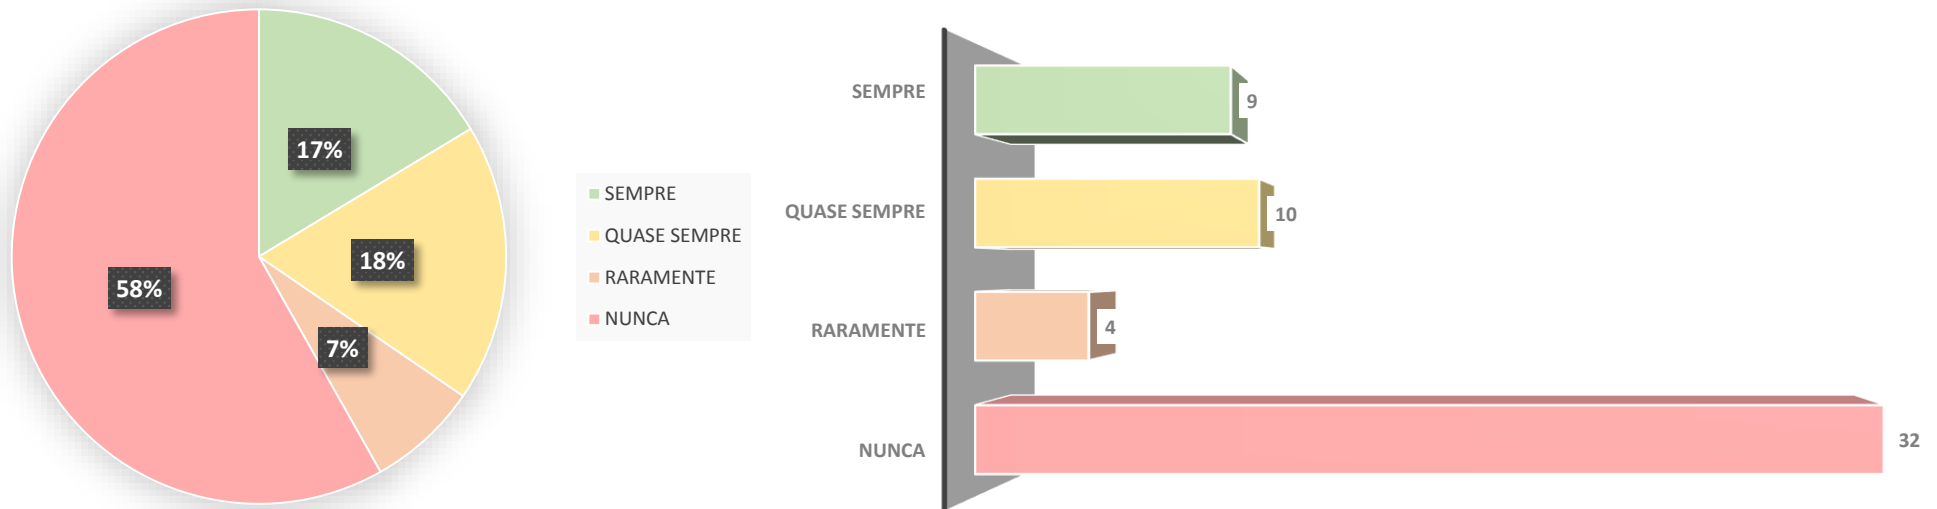 17%
18%
7%
58%
SEMPRE
QUASE SEMPRE
RARAMENTE
NUNCA
SEMPRE
9
QUASE SEMPRE
10
RARAMENTE
4
NUNCA
32